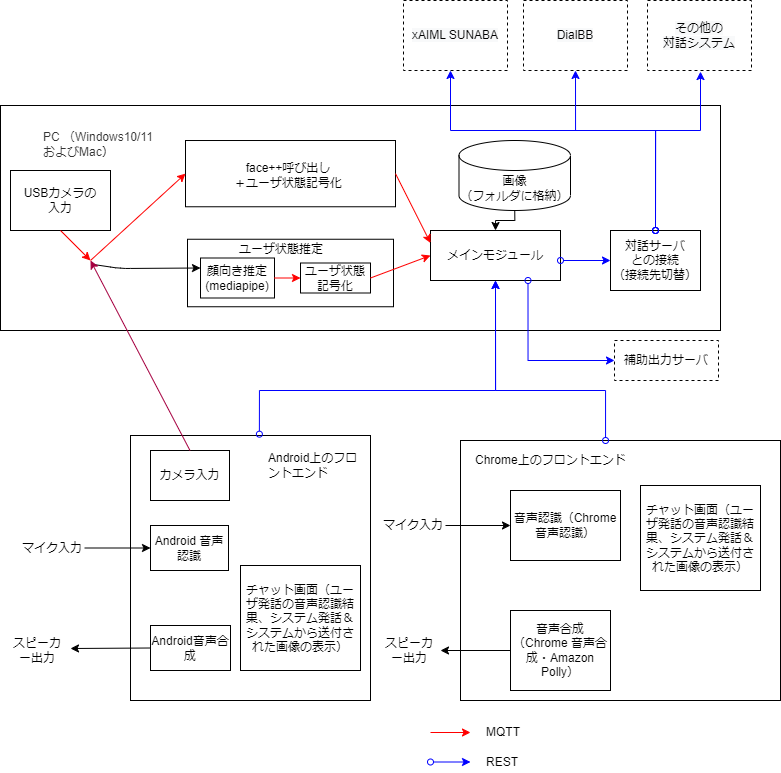 xAIML SUNABA
DialBB
その他の
対話システム
PC （Windows10/11
およびMac）
USBカメラの
入力
face++呼び出し
＋ユーザ状態記号化
画像
（フォルダに格納）
ユーザ状態推定
顔向き推定
(mediapipe)
ユーザ状態
記号化
メインモジュール
対話サーバ
との接続
（接続先切替）
補助出力サーバ
カメラ入力
Android上のフロ
ントエンド
マイク入力
Android 音声
認識
チャット画面（ユー
ザ発話の音声認識結
果、システム発話＆
システムから送付さ
れた画像の表示）
スピーカ
ー出力
Android音声合
成
Chrome上のフロントエンド
マイク入力
音声認識（Chrome
音声認識）
チャット画面（ユー
ザ発話の音声認識結
果、システム発話＆
システムから送付さ
れた画像の表示）
スピーカ
ー出力
音声合成
（Chrome 音声合
成・Amazon
Polly）
MQTT
REST